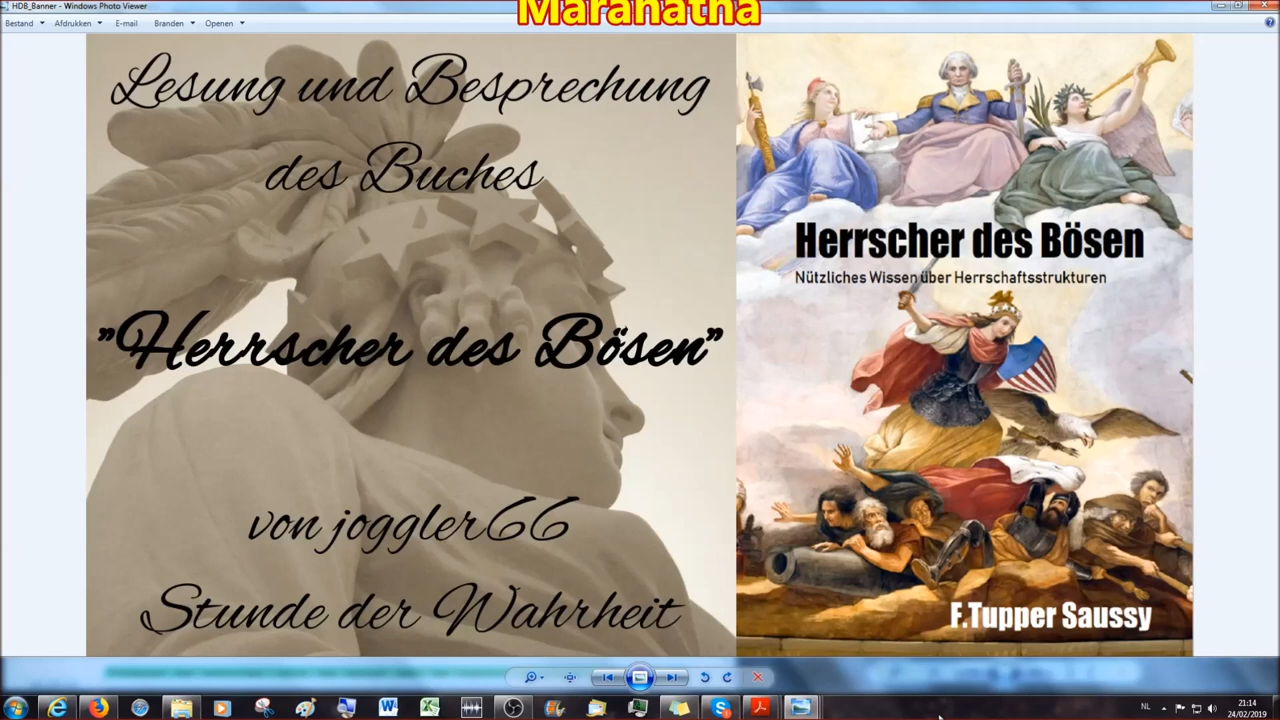 HDB_Banner - Windows Photo Viewer
Maranatha
Bestand Afdrukken E-mail Branden Openen
Lesung und Besprechung
des Buches
"Herrscher des Bösen"
von joggler66
Stunde der Wahrheit
Herrscher des Bösen
Nützliches Wissen über Herrschaftsstrukturen
F.Tupper Saussy
NL
21:14
24/02/2019